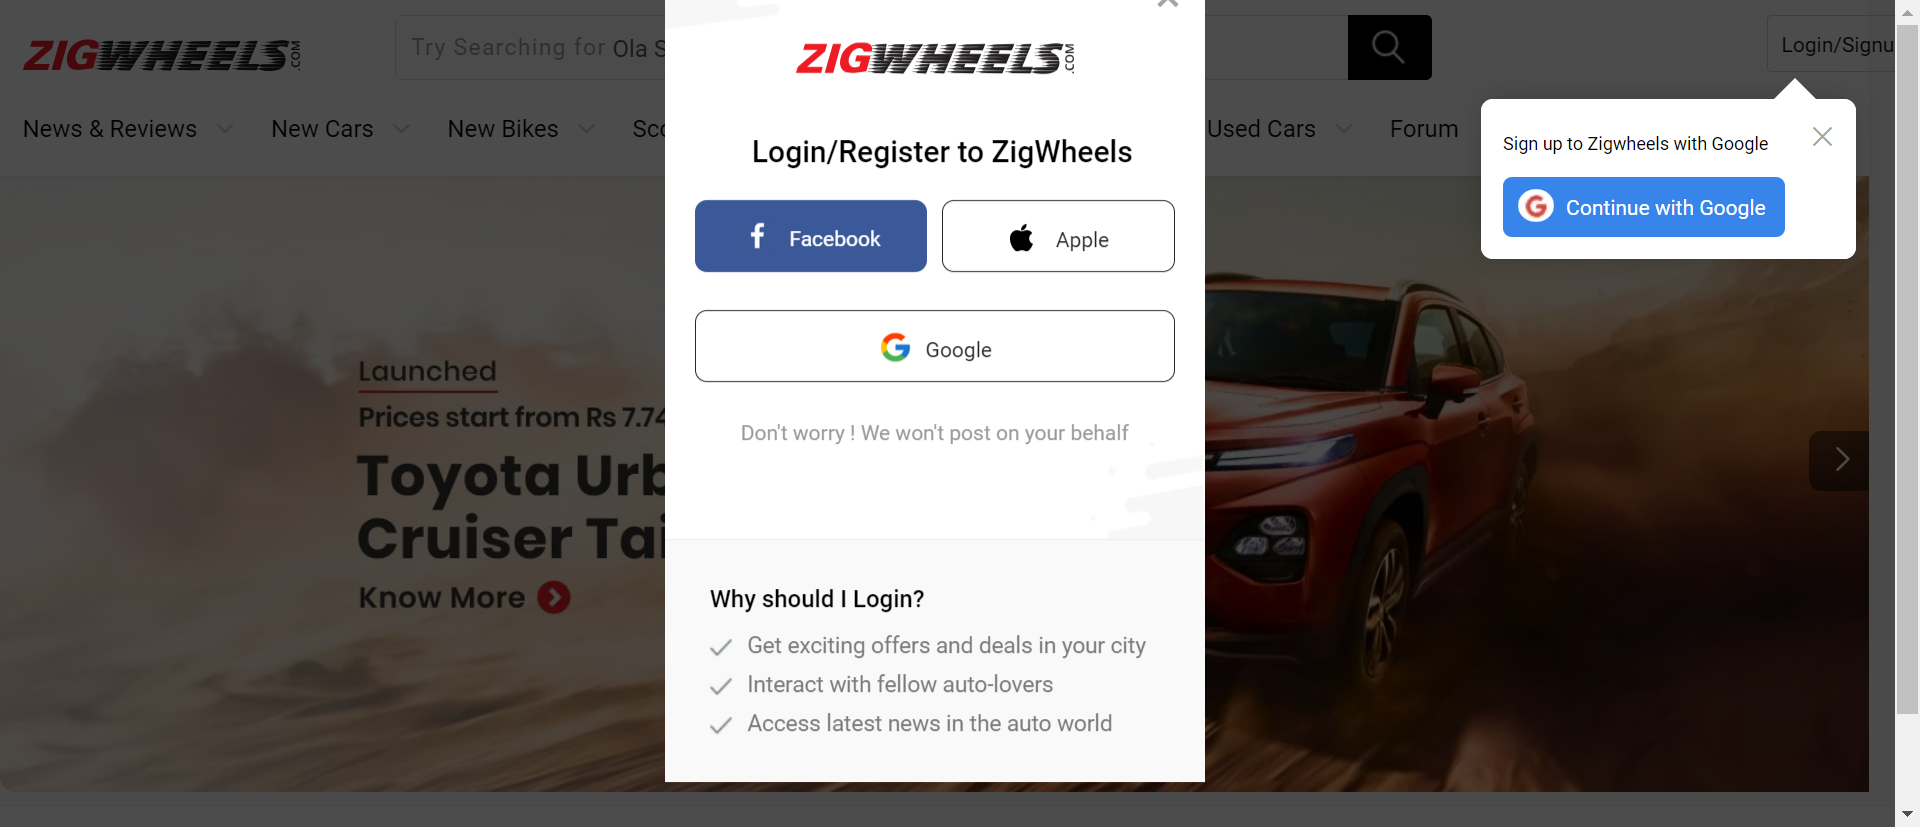 ZIGWHEELS.COM
Try Searching for Ola S
Login/Signu
News & Reviews
New Cars
New Bikes
Sco
Used Cars
Forum
ZIGWHEELS.COM
Login/Register to ZigWheels
Facebook
Apple
Google
Don't worry ! We won't post on your behalf
Why should I Login?
Get exciting offers and deals in your city
Interact with fellow auto-lovers
Access latest news in the auto world
Sign up to Zigwheels with Google
G Continue with Google
Launched
Prices start from Rs 7.74
Toyota Urb
Cruiser Tai
Know More